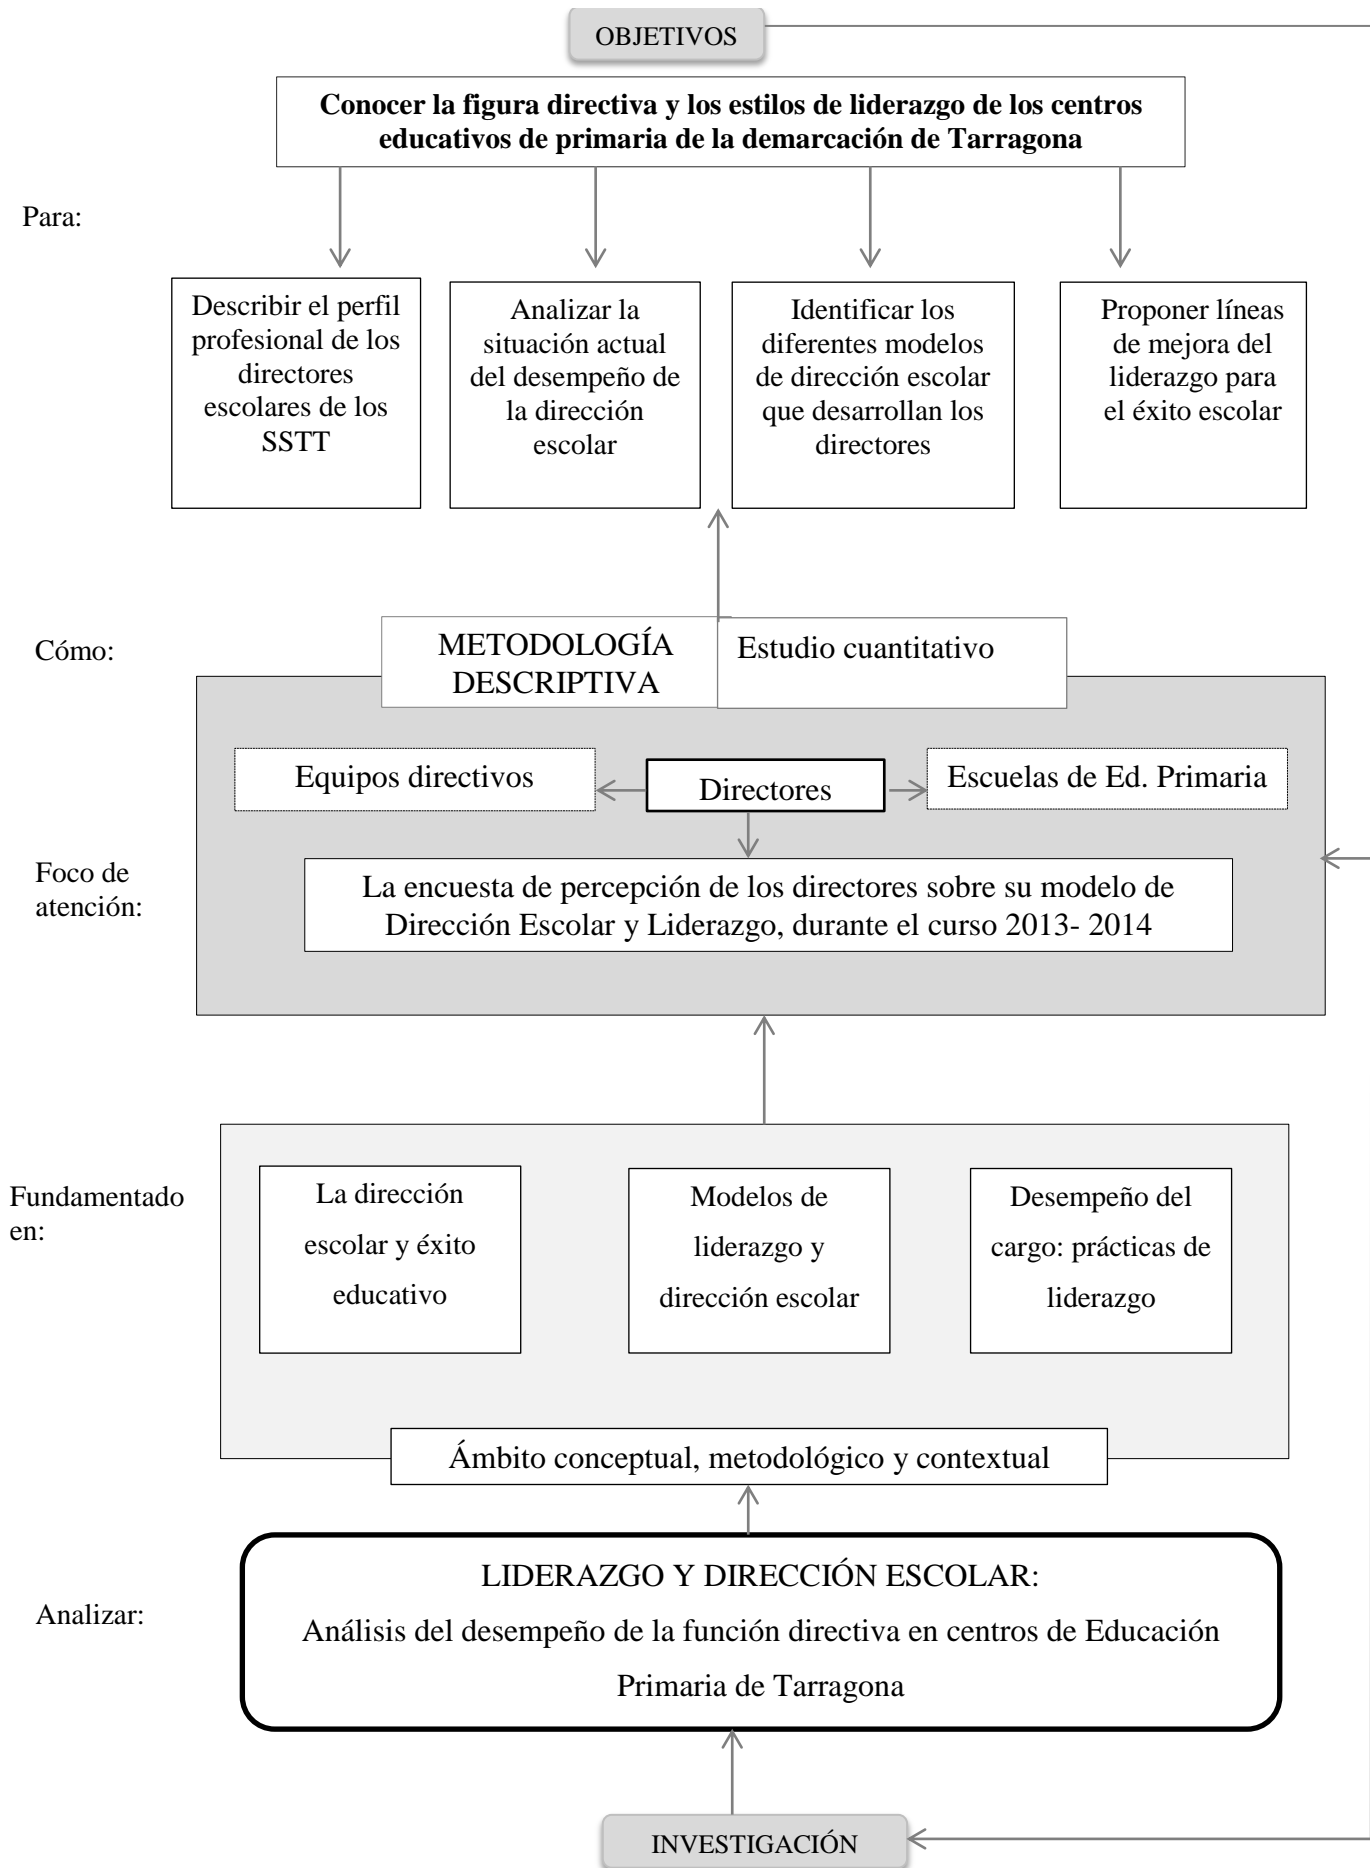 OBJETIVOS
Conocer la figura directiva y los estilos de liderazgo de los centros
educativos de primaria de la demarcación de Tarragona
Para:
Describir el perfil
profesional de los
directores
escolares de los
SSTT
Analizar la
situación actual
del desempeño de
la dirección
escolar
Identificar los
diferentes modelos
de dirección escolar
que desarrollan los
directores
Proponer líneas
de mejora del
liderazgo para
el éxito escolar
Cómo:
METODOLOGÍA
DESCRIPTIVA
Estudio cuantitativo
Equipos directivos
Directores
Escuelas de Ed. Primaria
Foco de
atención:
La encuesta de percepción de los directores sobre su modelo de
Dirección Escolar y Liderazgo, durante el curso 2013- 2014
Fundamentado
en:
La dirección
escolar y éxito
educativo
Modelos de
liderazgo y
dirección escolar
Desempeño del
cargo: prácticas de
liderazgo
Ámbito conceptual, metodológico y contextual
Analizar:
LIDERAZGO Y DIRECCIÓN ESCOLAR:
Análisis del desempeño de la función directiva en centros de Educación
Primaria de Tarragona
INVESTIGACIÓN